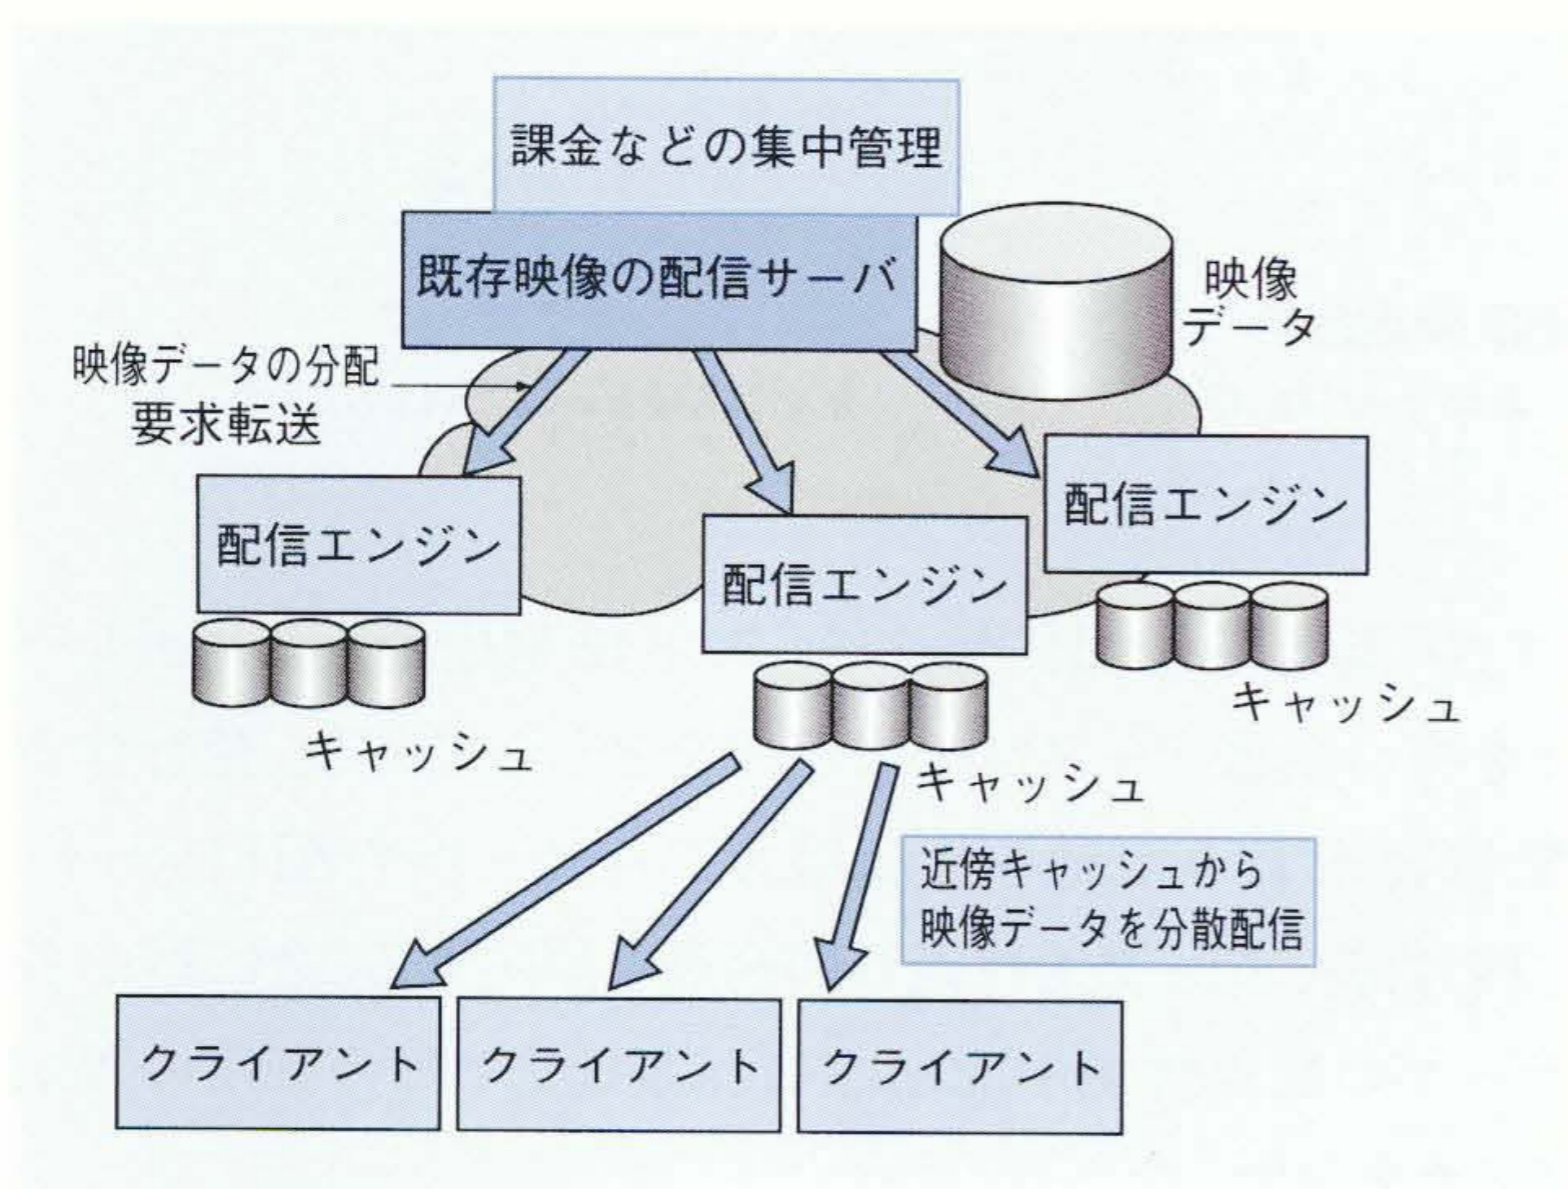 課金などの集中管理
既存映像の配信サーバ
映像
データ
映像データの分配
要求転送
配信エンジン
配信エンジン
配信エンジン
キャッシュ
キャッシュ
キャッシュ
近傍キャッシュから
映像データを分散配信
クライアント
クライアント
クライアント